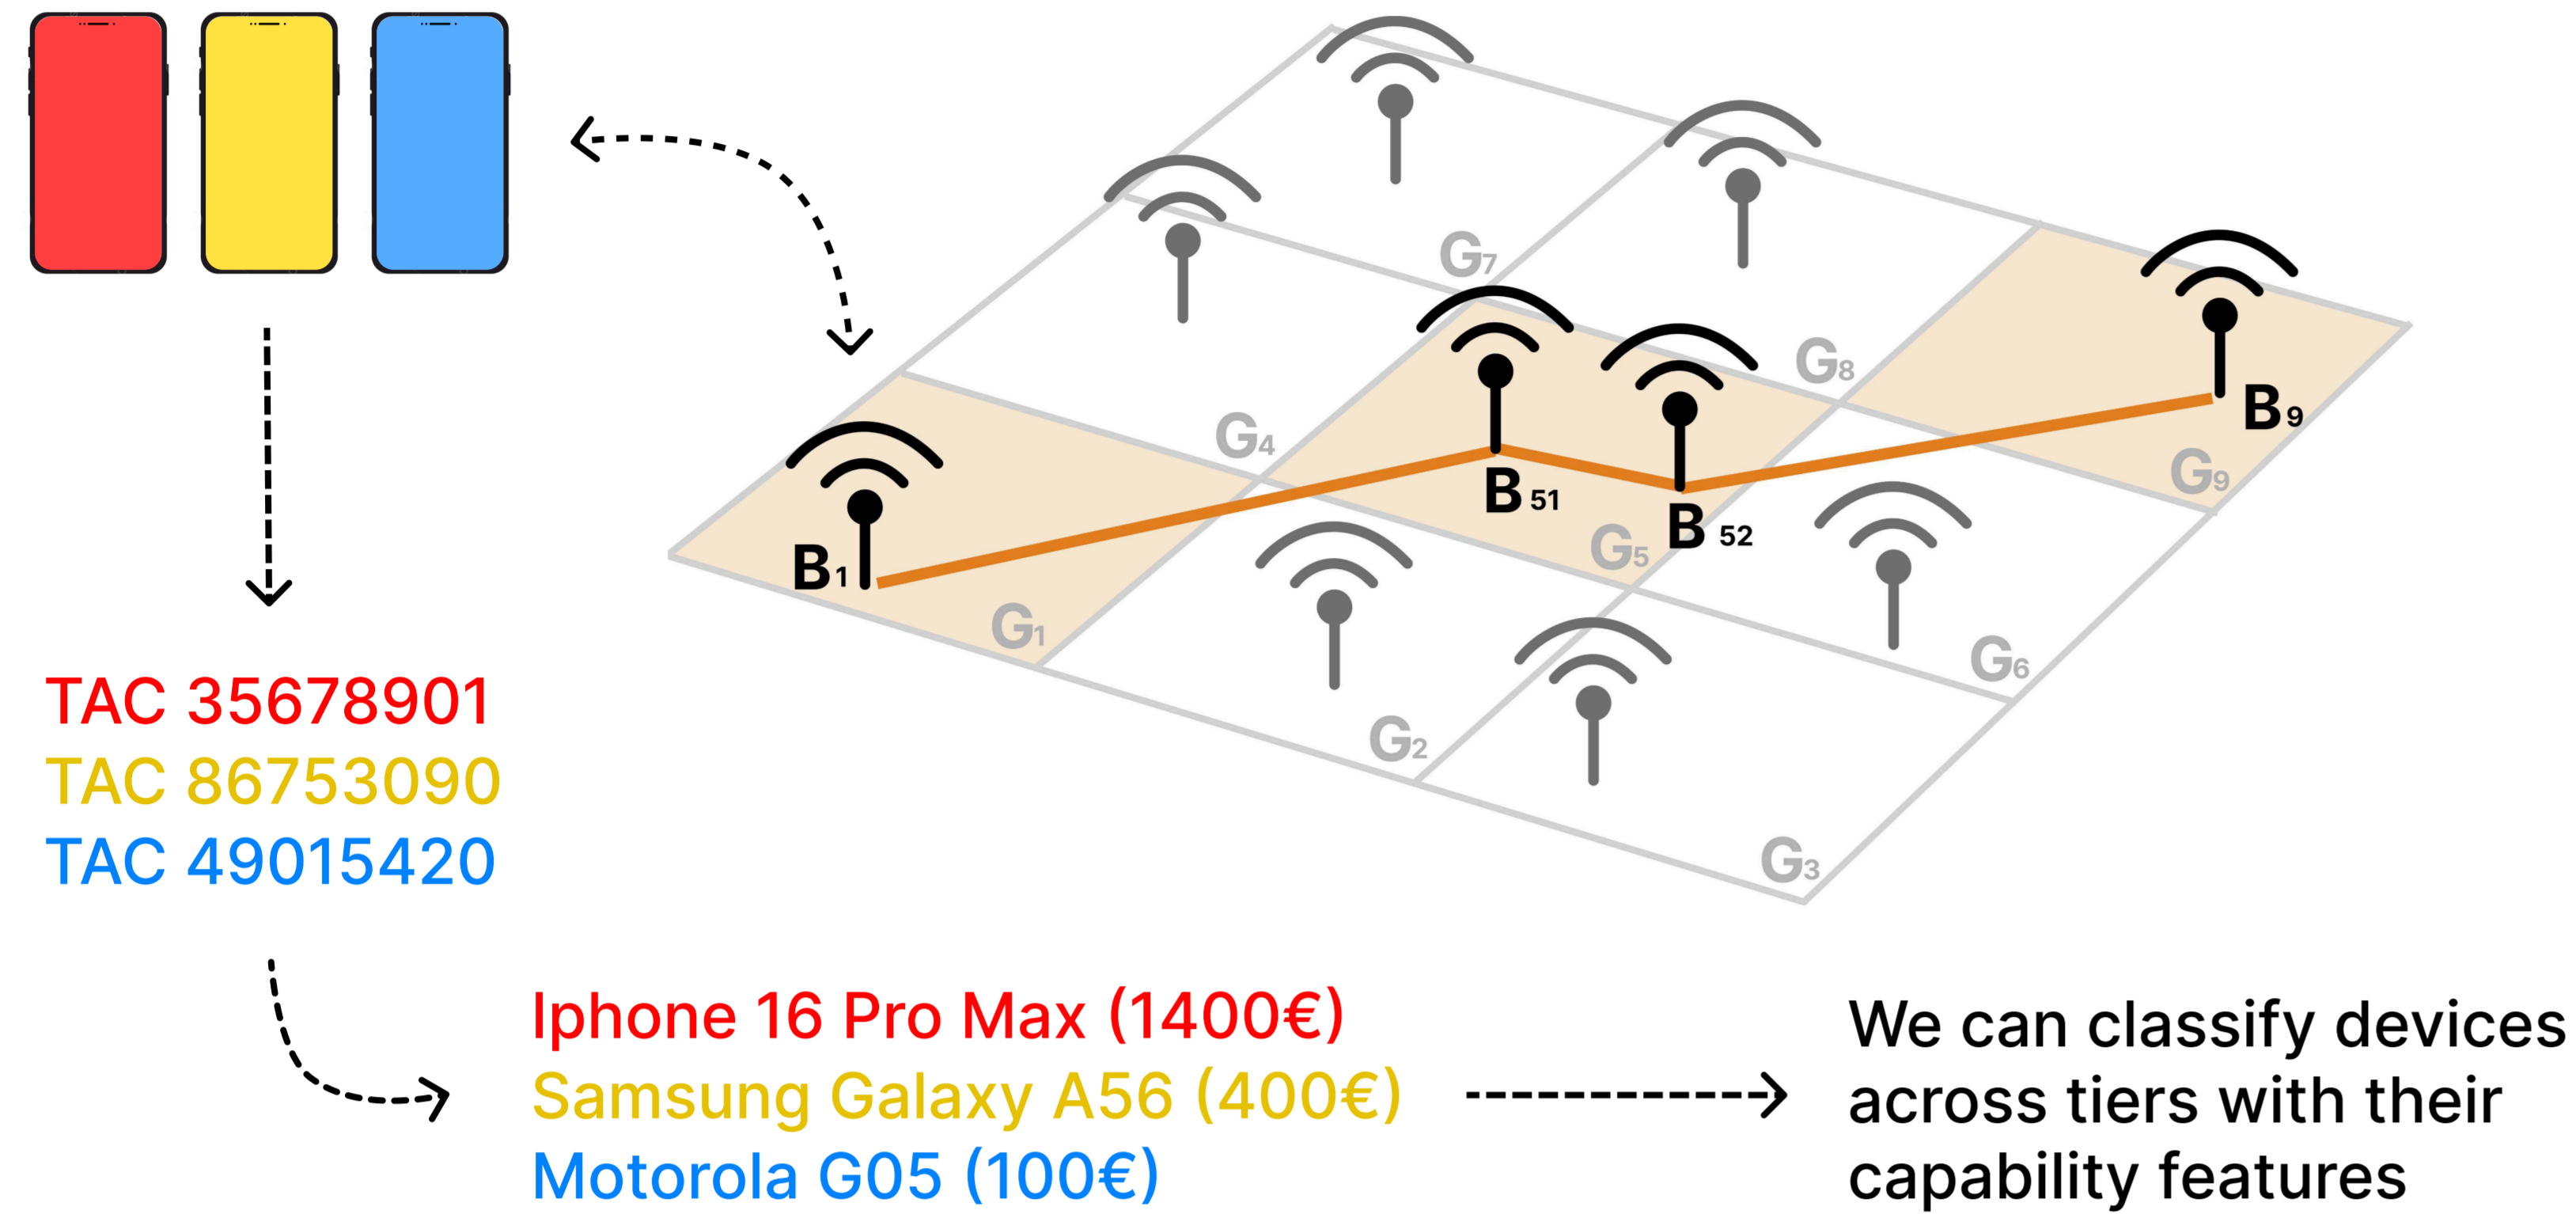 G7
G8
B9
G4
G9
B 51
B 52
G5
B1
G1
G6
G2
G3
TAC 35678901
TAC 86753090
TAC 49015420
Iphone 16 Pro Max (1400€)
Samsung Galaxy A56 (400€)
Motorola G05 (100€)
We can classify devices
across tiers with their
capability features